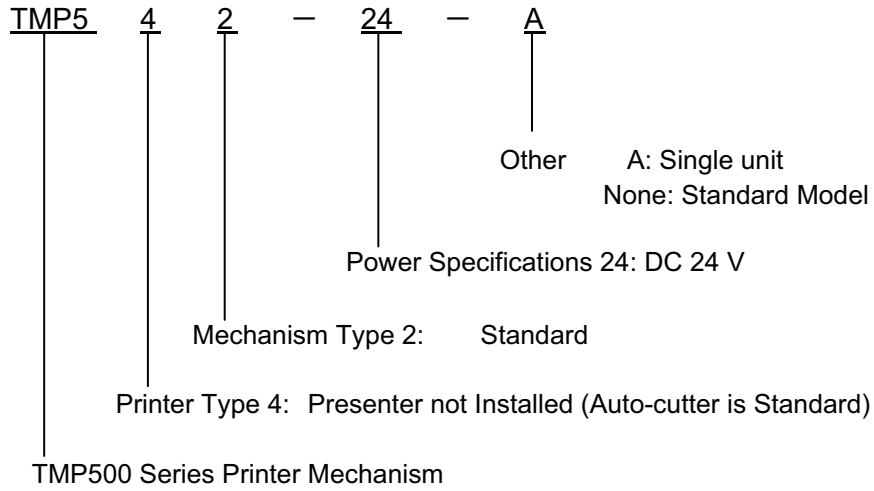 TMP5 4 2 － 24 － A
Other A: Single unit
None: Standard Model
Power Specifications 24: DC 24 V
Mechanism Type 2: Standard
Printer Type 4: Presenter not Installed (Auto-cutter is Standard)
TMP500 Series Printer Mechanism